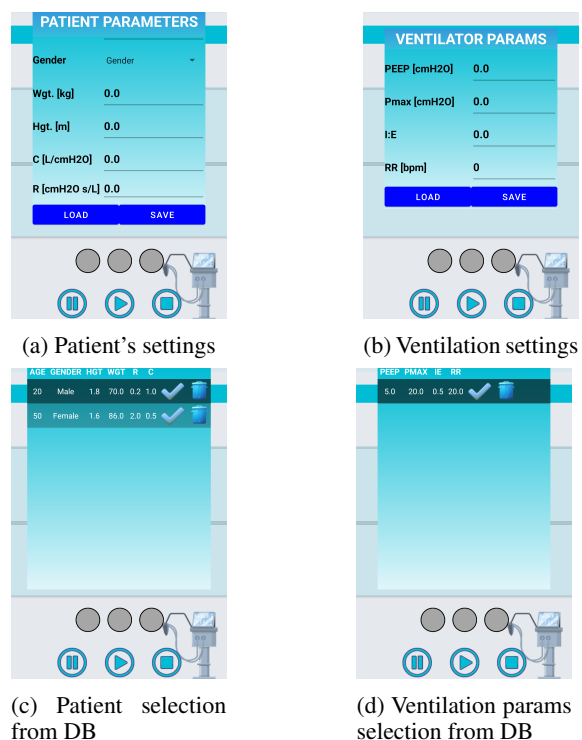 PATIENT PARAMETERS
Gender Gender
Wgt. [kg] 0.0
Hgt. [m] 0.0
C [L/cmH2O] 0.0
R [cmH2O s/L] 0.0
LOAD SAVE
(a) Patient's settings
VENTILATOR PARAMS
PEEP [cmH2O] 0.0
Pmax [cmH2O] 0.0
I:E 0.0
RR [bpm] 0
LOAD SAVE
(b) Ventilation settings
AGE GENDER HGT WGT R C
20 Male 1.8 70.0 0.2 1.0
50 Female 1.6 86.0 2.0 0.5
(c) Patient selection
from DB
PEEP PMAX IE RR
5.0 20.0 0.5 20.0
(d) Ventilation params
selection from DB